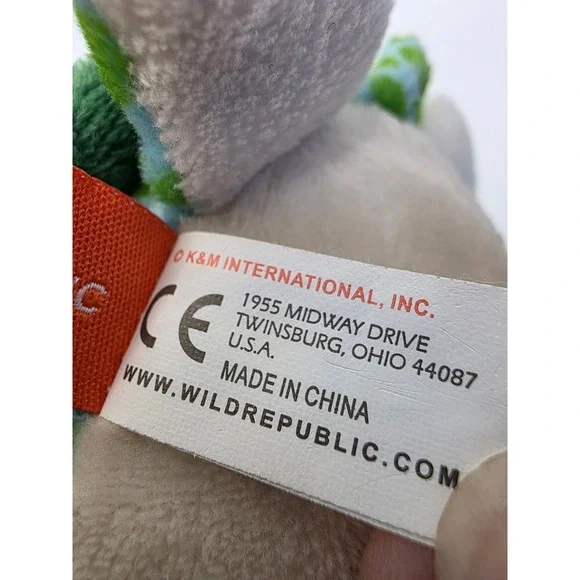 © K&M INTERNATIONAL, INC.
CE
1955 MIDWAY DRIVE
TWINSBURG, OHIO 44087
U.S.A.
MADE IN CHINA
WWW.WILDREPUBLIC.COM